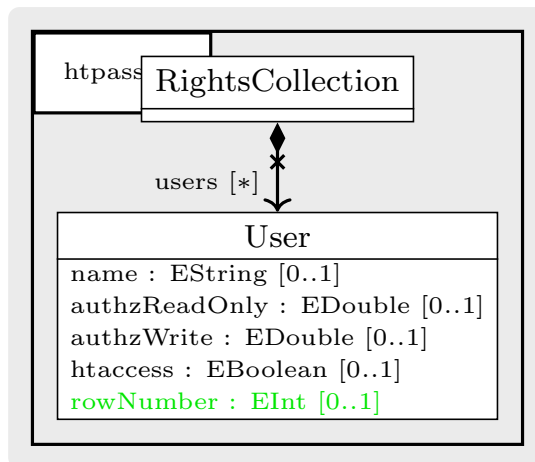 RightsCollection
users [*]
User
name : EString [0..1]
authzReadOnly : EDouble [0..1]
authzWrite : EDouble [0..1]
htaccess : EBoolean [0..1]
rowNumber : EInt [0..1]